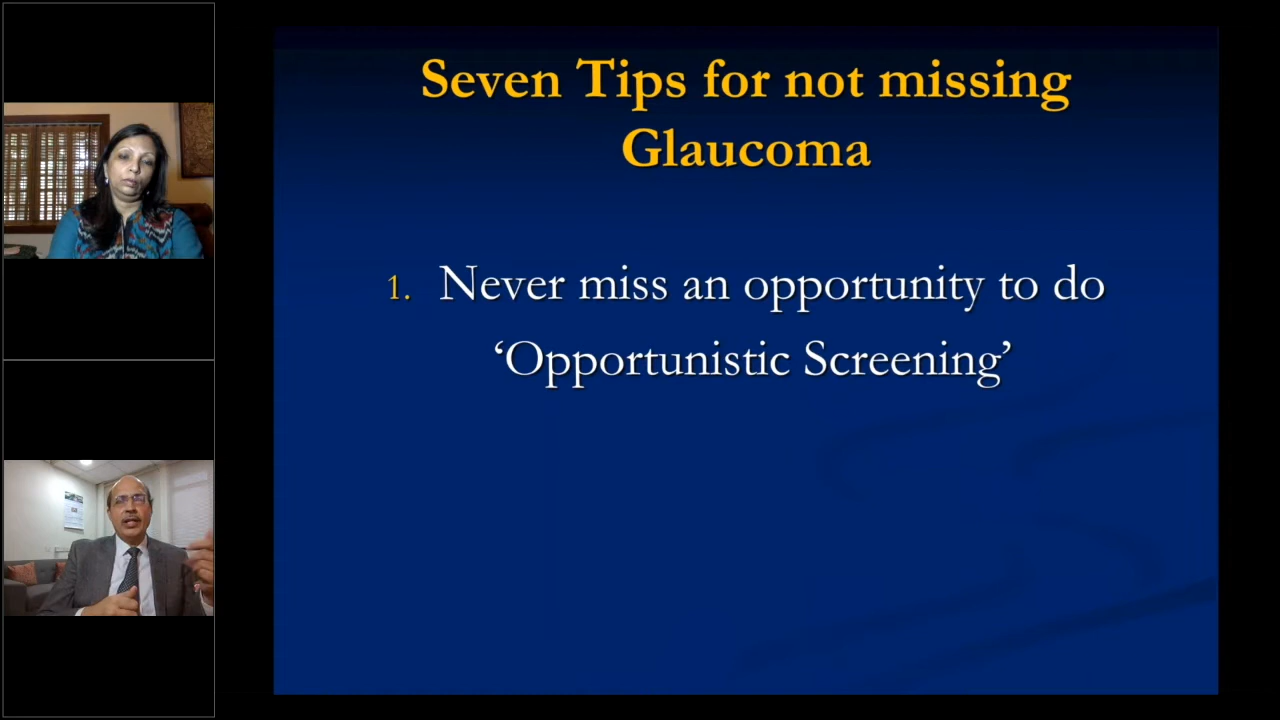 Seven Tips for not missing
Glaucoma
1. Never miss an opportunity to do
‘Opportunistic Screening’